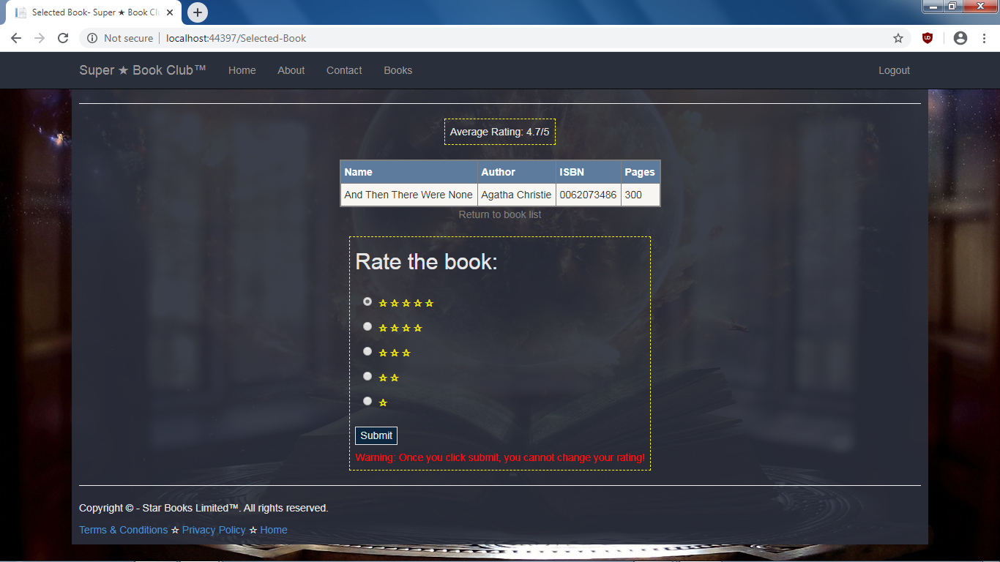 Selected Book- Super ★ Book Clu
Not secure | localhost:44397/Selected-Book
Super ★ Book Club™ Home About Contact Books Logout
Average Rating: 4.7/5
Name Author ISBN Pages
And Then There Were None Agatha Christie 0062073486 300
Return to book list
Rate the book:
☆ ☆ ☆ ☆ ☆
☆ ☆ ☆ ☆
☆ ☆ ☆
☆ ☆
☆
Submit
Warning: Once you click submit, you cannot change your rating!
Copyright © - Star Books Limited™. All rights reserved.
Terms & Conditions ☆ Privacy Policy ☆ Home